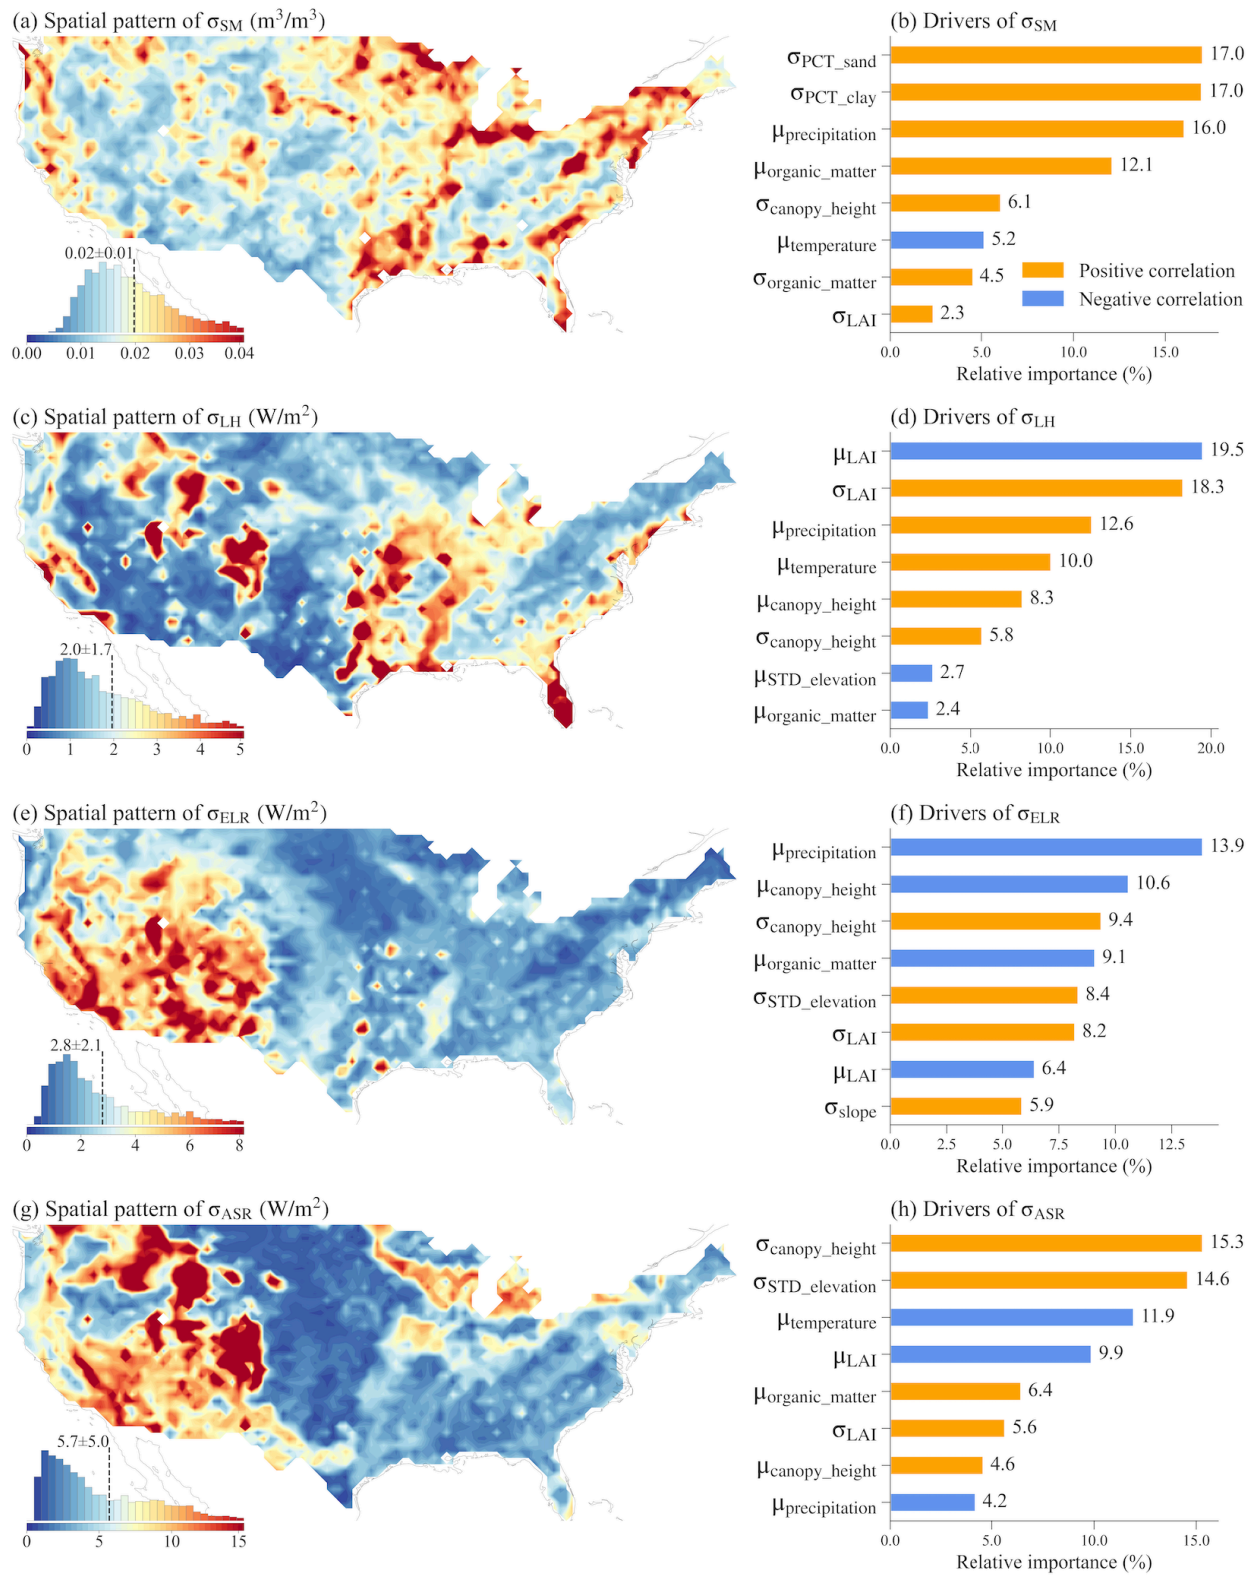 (a) Spatial pattern of σSM (m³/m³)
0.02±0.01
0.00 0.01 0.02 0.03 0.04
(b) Drivers of σSM
σPCT_sand 17.0
σPCT_clay 17.0
μprecipitation 16.0
μorganic_matter 12.1
σcanopy_height 6.1
μtemperature 5.2
σorganic_matter 4.5
σLAI 2.3
Positive correlation
Negative correlation
0.0 5.0 10.0 15.0
Relative importance (%)
(c) Spatial pattern of σLH (W/m²)
2.0±1.7
0 1 2 3 4 5
(d) Drivers of σLH
μLAI 19.5
σLAI 18.3
μprecipitation 12.6
μtemperature 10.0
μcanopy_height 8.3
σcanopy_height 5.8
μSTD_elevation 2.7
μorganic_matter 2.4
0.0 5.0 10.0 15.0 20.0
Relative importance (%)
(e) Spatial pattern of σELR (W/m²)
2.8±2.1
0 2 4 6 8
(f) Drivers of σELR
μprecipitation 13.9
μcanopy_height 10.6
σcanopy_height 9.4
μorganic_matter 9.1
σSTD_elevation 8.4
σLAI 8.2
μLAI 6.4
σslope 5.9
0.0 2.5 5.0 7.5 10.0 12.5
Relative importance (%)
(g) Spatial pattern of σASR (W/m²)
5.7±5.0
0 5 10 15
(h) Drivers of σASR
σcanopy_height 15.3
σSTD_elevation 14.6
μtemperature 11.9
μLAI 9.9
μorganic_matter 6.4
σLAI 5.6
μcanopy_height 4.6
μprecipitation 4.2
0.0 5.0 10.0 15.0
Relative importance (%)